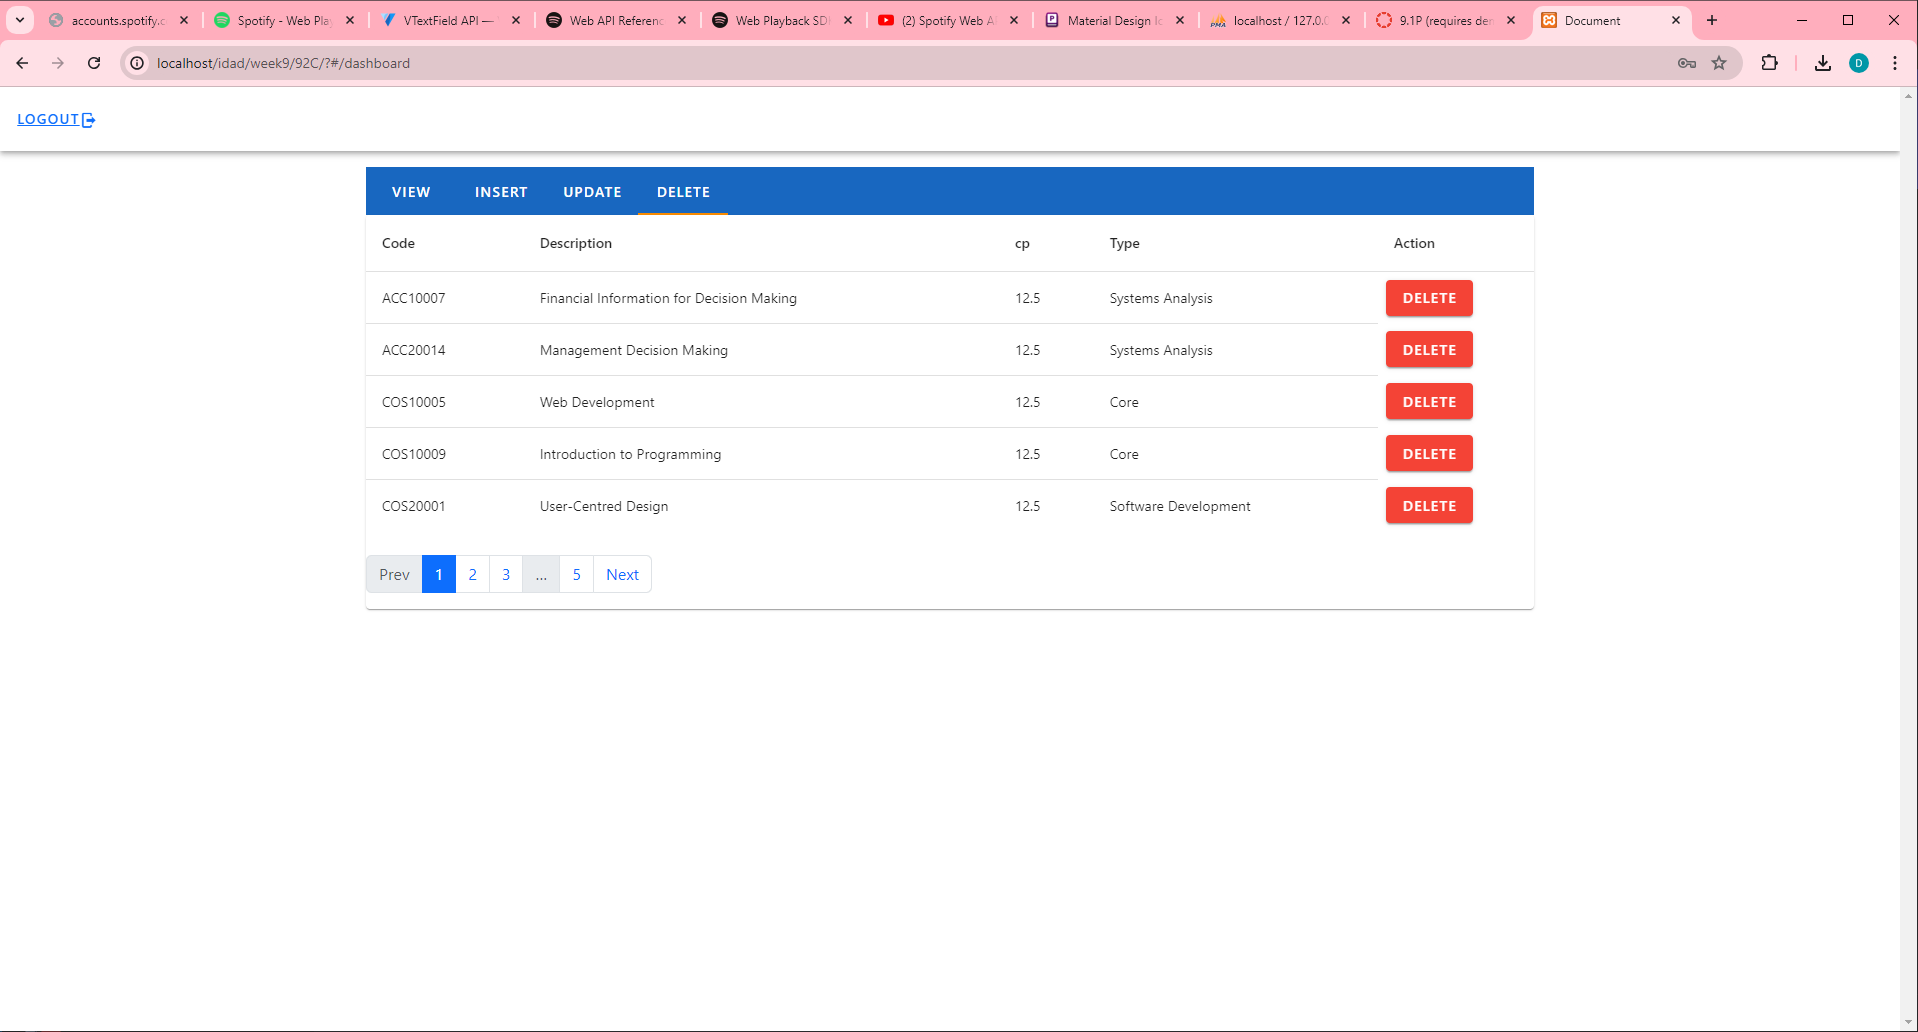 accounts.spotify.c
Spotify - Web Play
VTextField API —
Web API Referenc
Web Playback SDK
(2) Spotify Web A
Material Design Ic
PMA
localhost / 127.0.0
9.1P (requires den
Document
localhost/idad/week9/92C/?#/dashboard
D
LOGOUT
VIEW INSERT UPDATE DELETE
Code Description cp Type Action
ACC10007 Financial Information for Decision Making 12.5 Systems Analysis DELETE
ACC20014 Management Decision Making 12.5 Systems Analysis DELETE
COS10005 Web Development 12.5 Core DELETE
COS10009 Introduction to Programming 12.5 Core DELETE
COS20001 User-Centred Design 12.5 Software Development DELETE
Prev 1 2 3 ... 5 Next